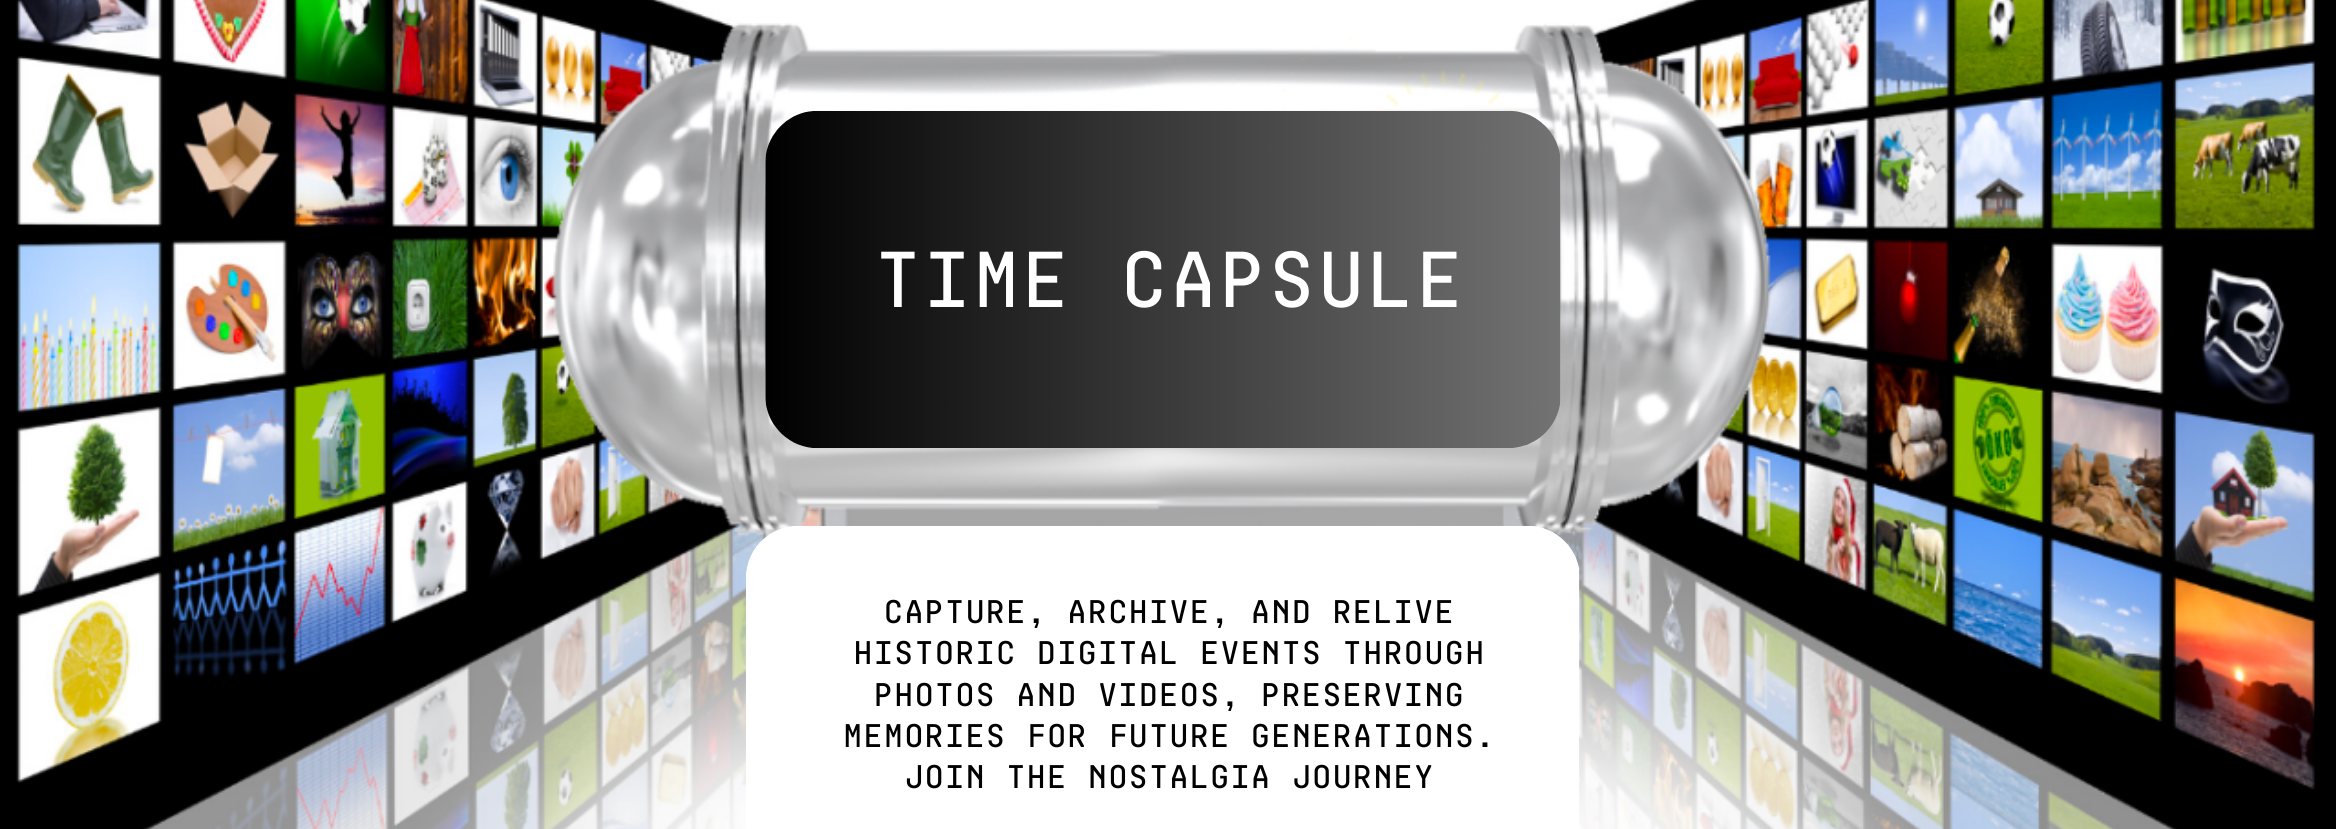 TIME CAPSULE
CAPTURE, ARCHIVE, AND RELIVE
HISTORIC DIGITAL EVENTS THROUGH
PHOTOS AND VIDEOS, PRESERVING
MEMORIES FOR FUTURE GENERATIONS.
JOIN THE NOSTALGIA JOURNEY